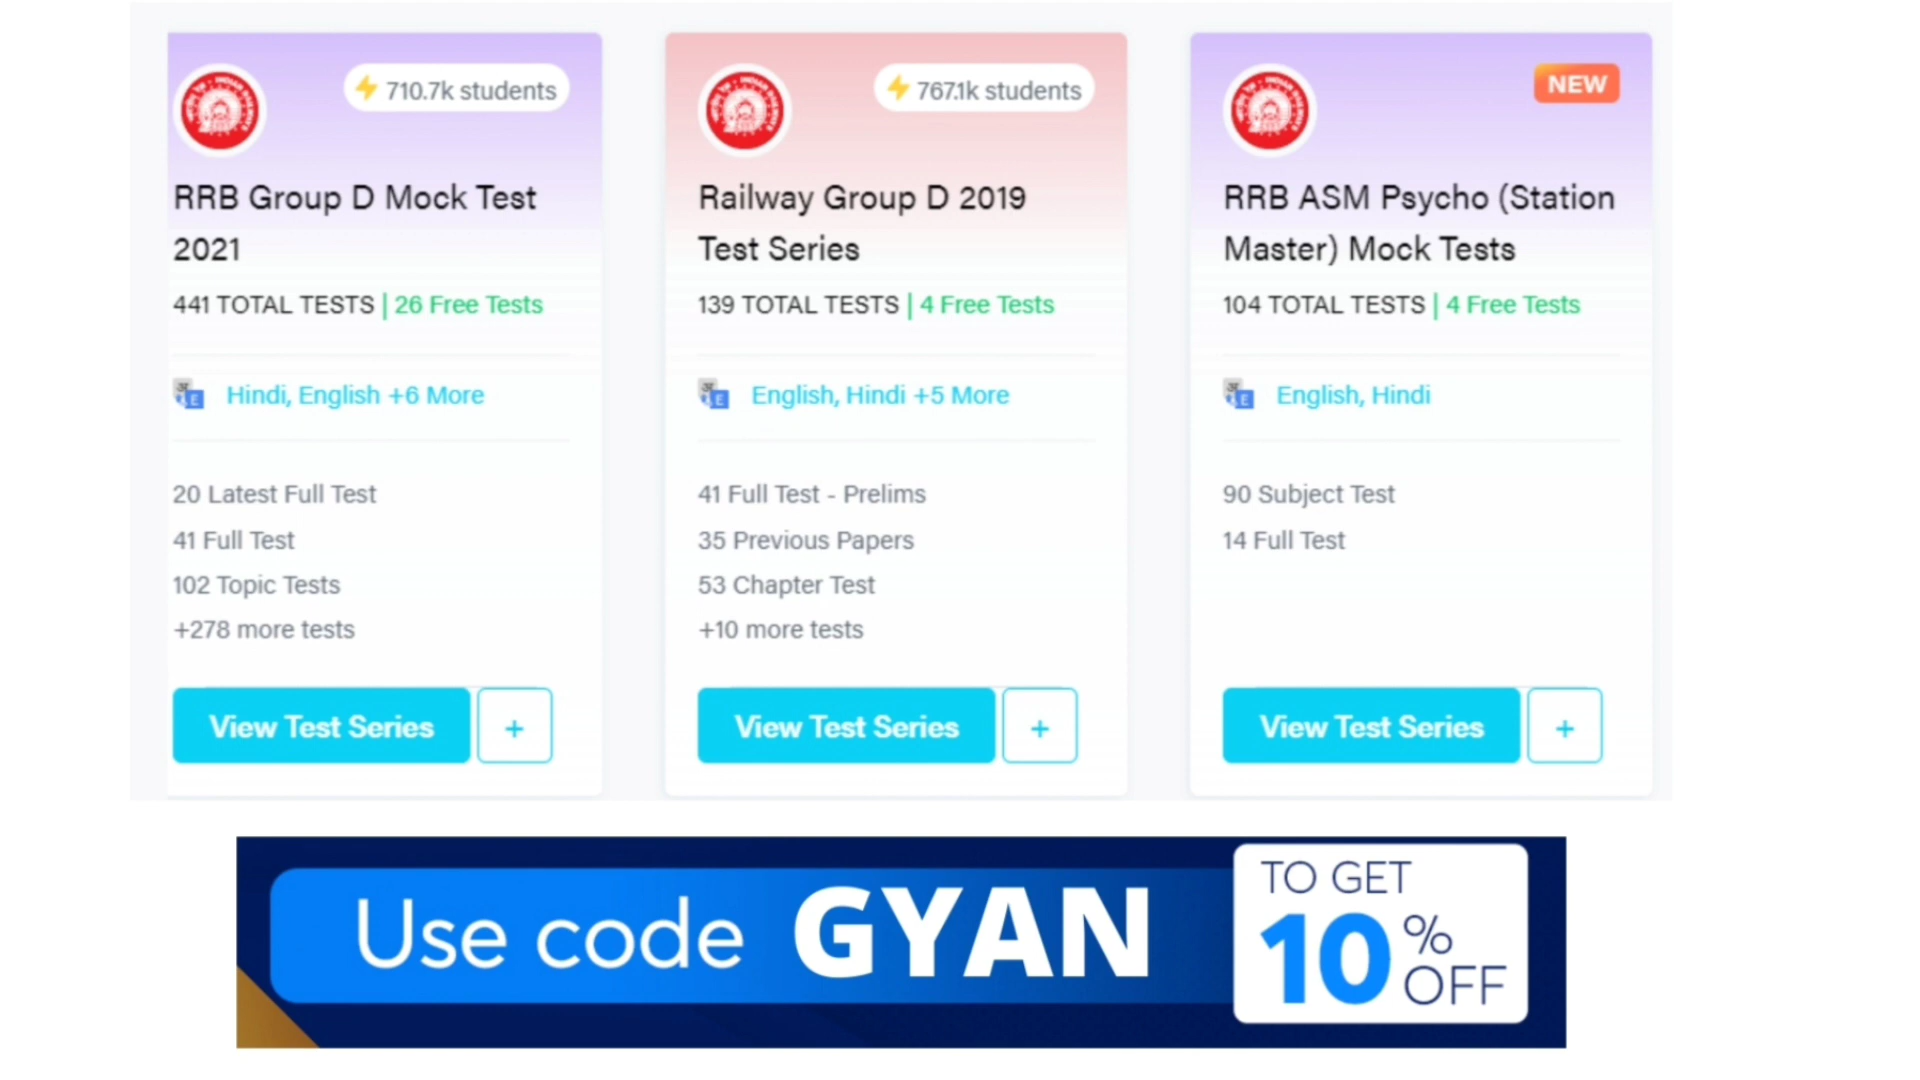 710.7k students
RRB Group D Mock Test
2021
441 TOTAL TESTS | 26 Free Tests
Hindi, English +6 More
20 Latest Full Test
41 Full Test
102 Topic Tests
+278 more tests
View Test Series +
767.1k students
Railway Group D 2019
Test Series
139 TOTAL TESTS | 4 Free Tests
English, Hindi +5 More
41 Full Test - Prelims
35 Previous Papers
53 Chapter Test
+10 more tests
View Test Series +
NEW
RRB ASM Psycho (Station
Master) Mock Tests
104 TOTAL TESTS | 4 Free Tests
English, Hindi
90 Subject Test
14 Full Test
View Test Series +
Use code GYAN
TO GET
10 %
OFF